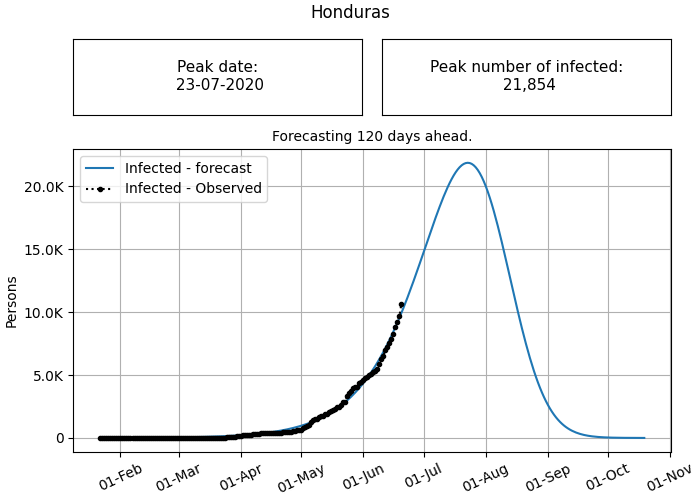 Honduras
Peak date:
23-07-2020
Peak number of infected:
21,854
Forecasting 120 days ahead.
Infected - forecast
Infected - Observed
20.0K
15.0K
10.0K
5.0K
0
Persons
01-Feb
01-Mar
01-Apr
01-May
01-Jun
01-Jul
01-Aug
01-Sep
01-Oct
01-Nov